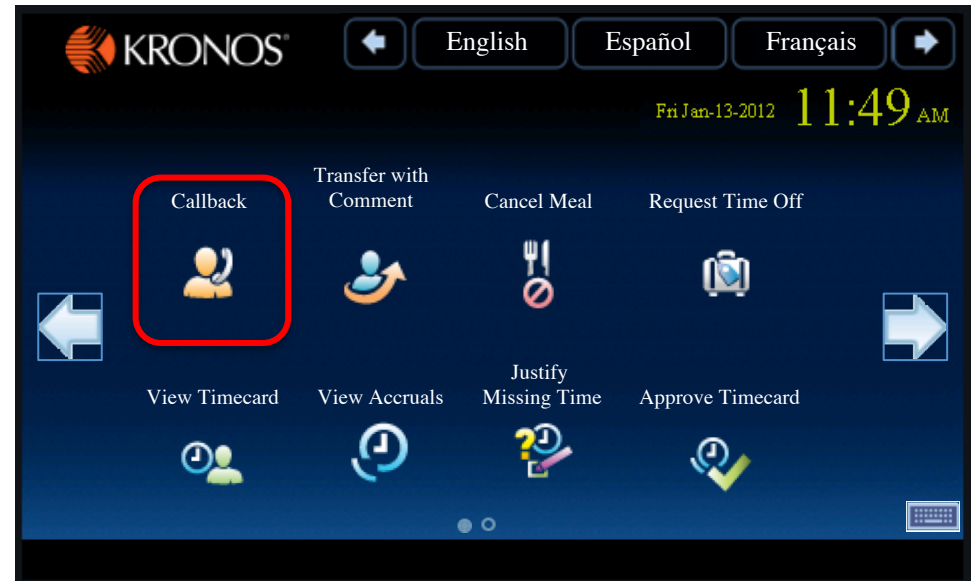 KRONOS
English Español Français
Fri Jan-13-2012 11:49 AM
Callback
Transfer with
Comment
Cancel Meal
Request Time Off
View Timecard
View Accruals
Justify
Missing Time
Approve Timecard